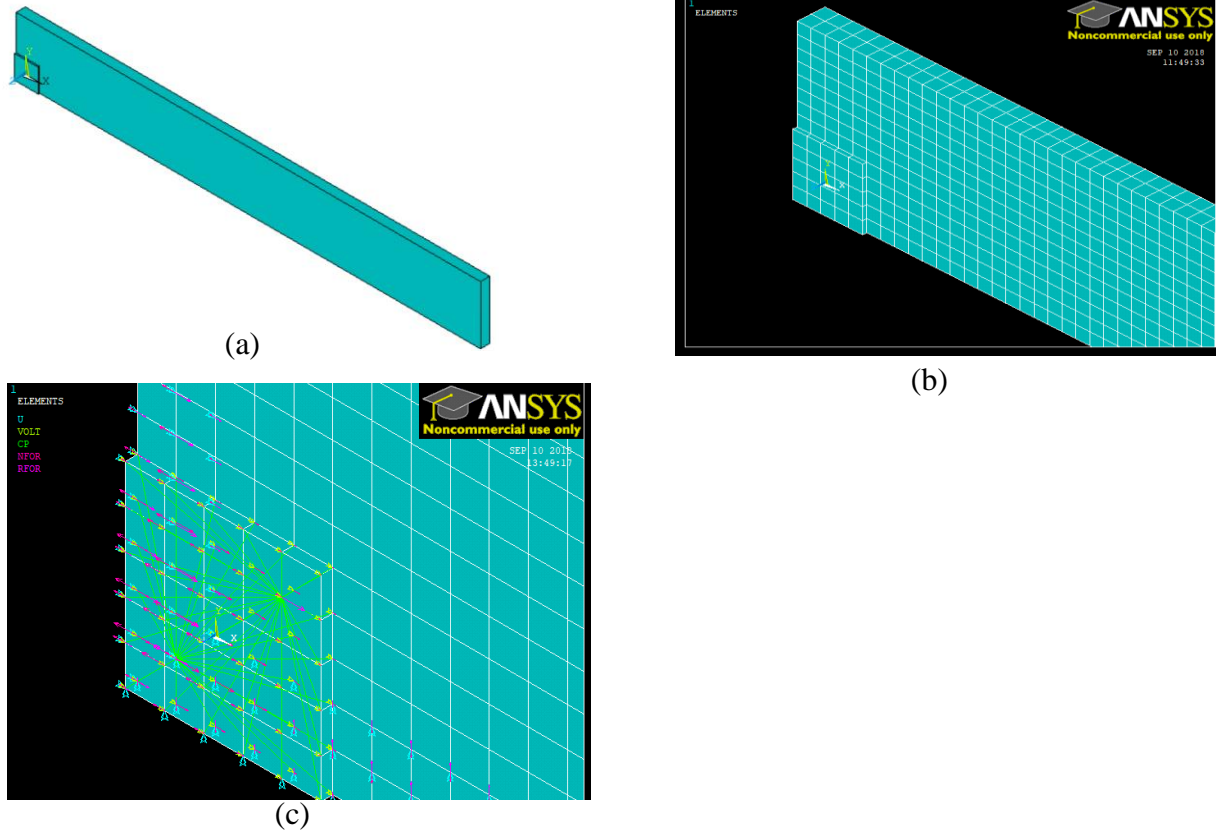 Y
X
Z
(a)
1
ELEMENTS
ANSYS
Noncommercial use only
SEP 10 2018
11:49:33
Y
X
(b)
1
ELEMENTS
U
VOLT
CP
NFOR
RFOR
ANSYS
Noncommercial use only
SEP 10 2018
13:49:17
Y
X
(c)